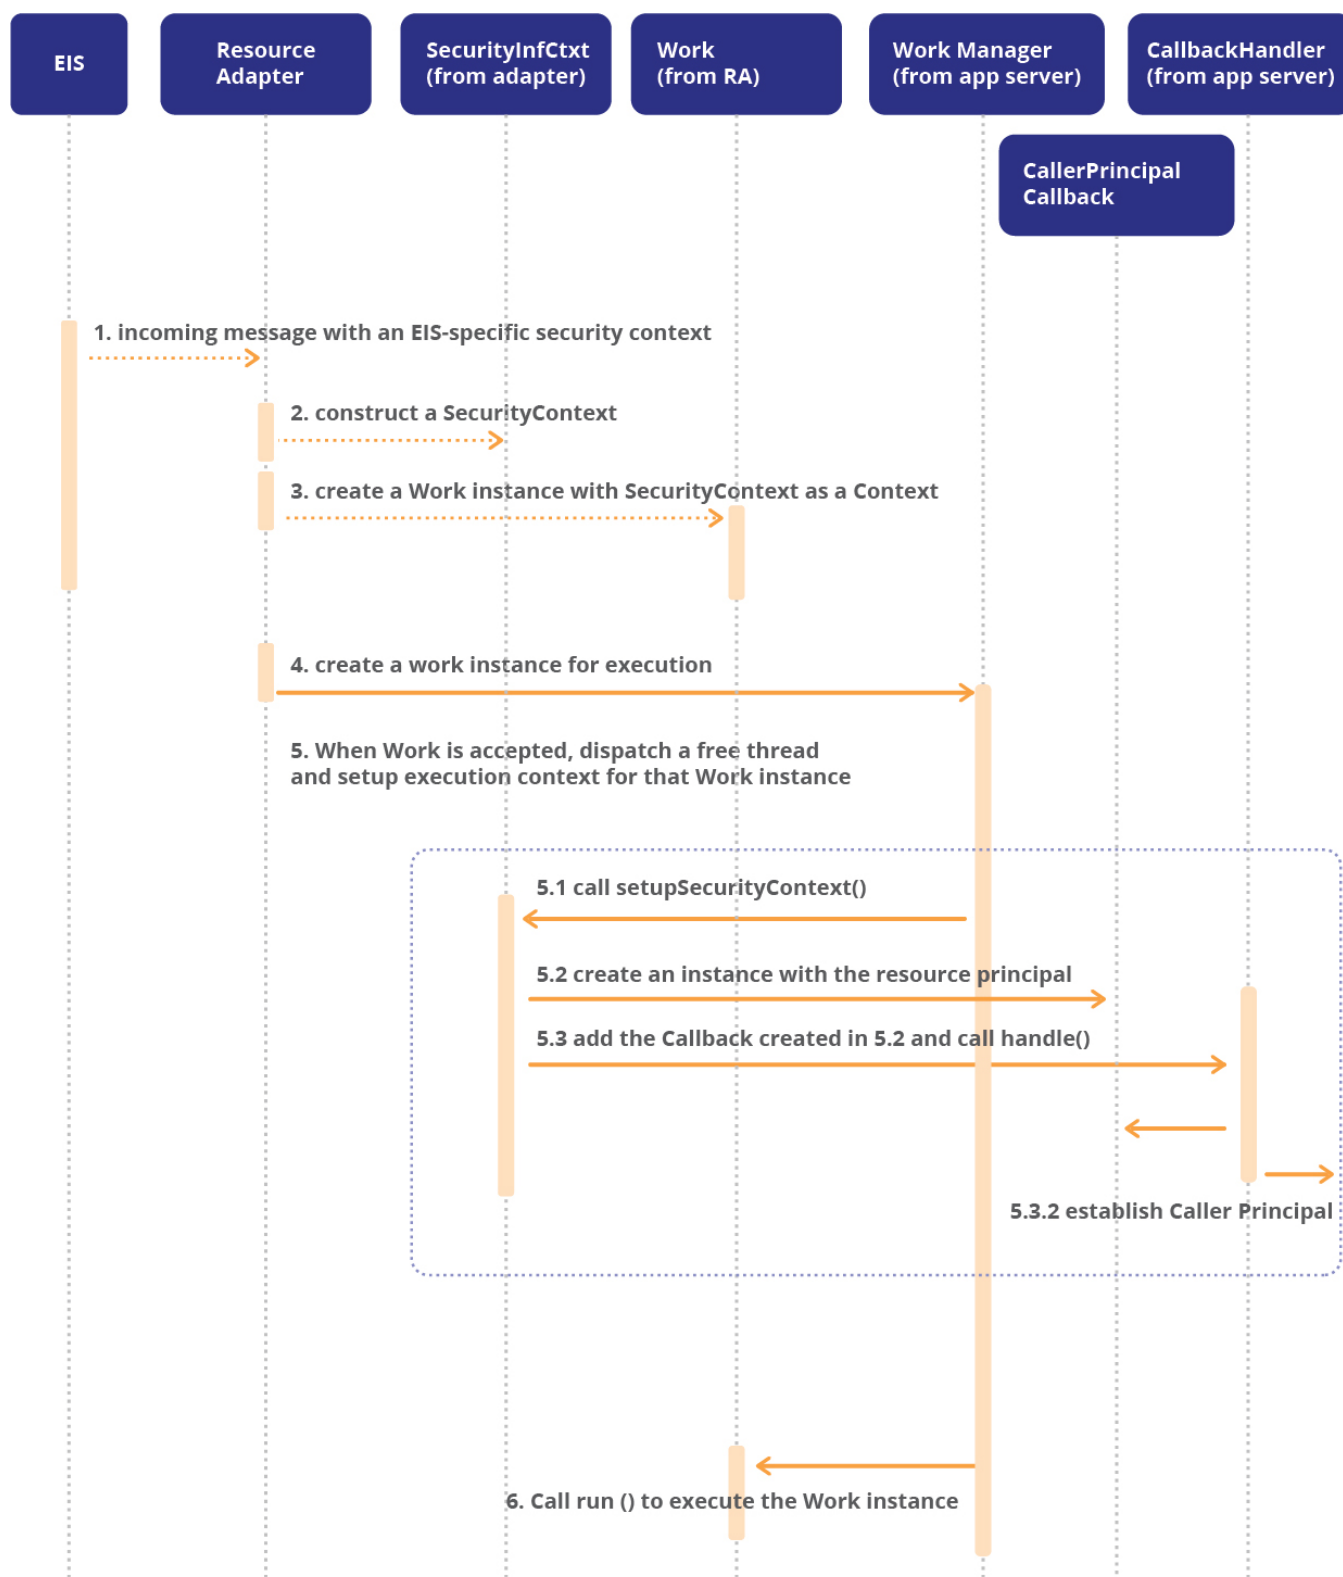 EIS
Resource
Adapter
SecurityInfCtxt
(from adapter)
Work
(from RA)
Work Manager
(from app server)
CallbackHandler
(from app server)
CallerPrincipal
Callback
1. incoming message with an EIS-specific security context
2. construct a SecurityContext
3. create a Work instance with SecurityContext as a Context
4. create a work instance for execution
5. When Work is accepted, dispatch a free thread
and setup execution context for that Work instance
5.1 call setupSecurityContext()
5.2 create an instance with the resource principal
5.3 add the Callback created in 5.2 and call handle()
5.3.2 establish Caller Principal
6. Call run () to execute the Work instance